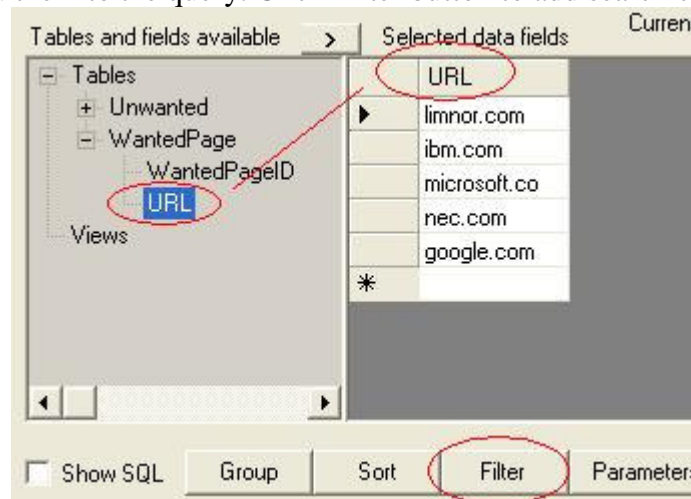 Tables and fields available > Selected data fields Curren
Tables
Unwanted
WantedPage
WantedPageID
URL
Views
URL
limnor.com
ibm.com
microsoft.co
nec.com
google.com
Show SQL Group Sort Filter Parameter